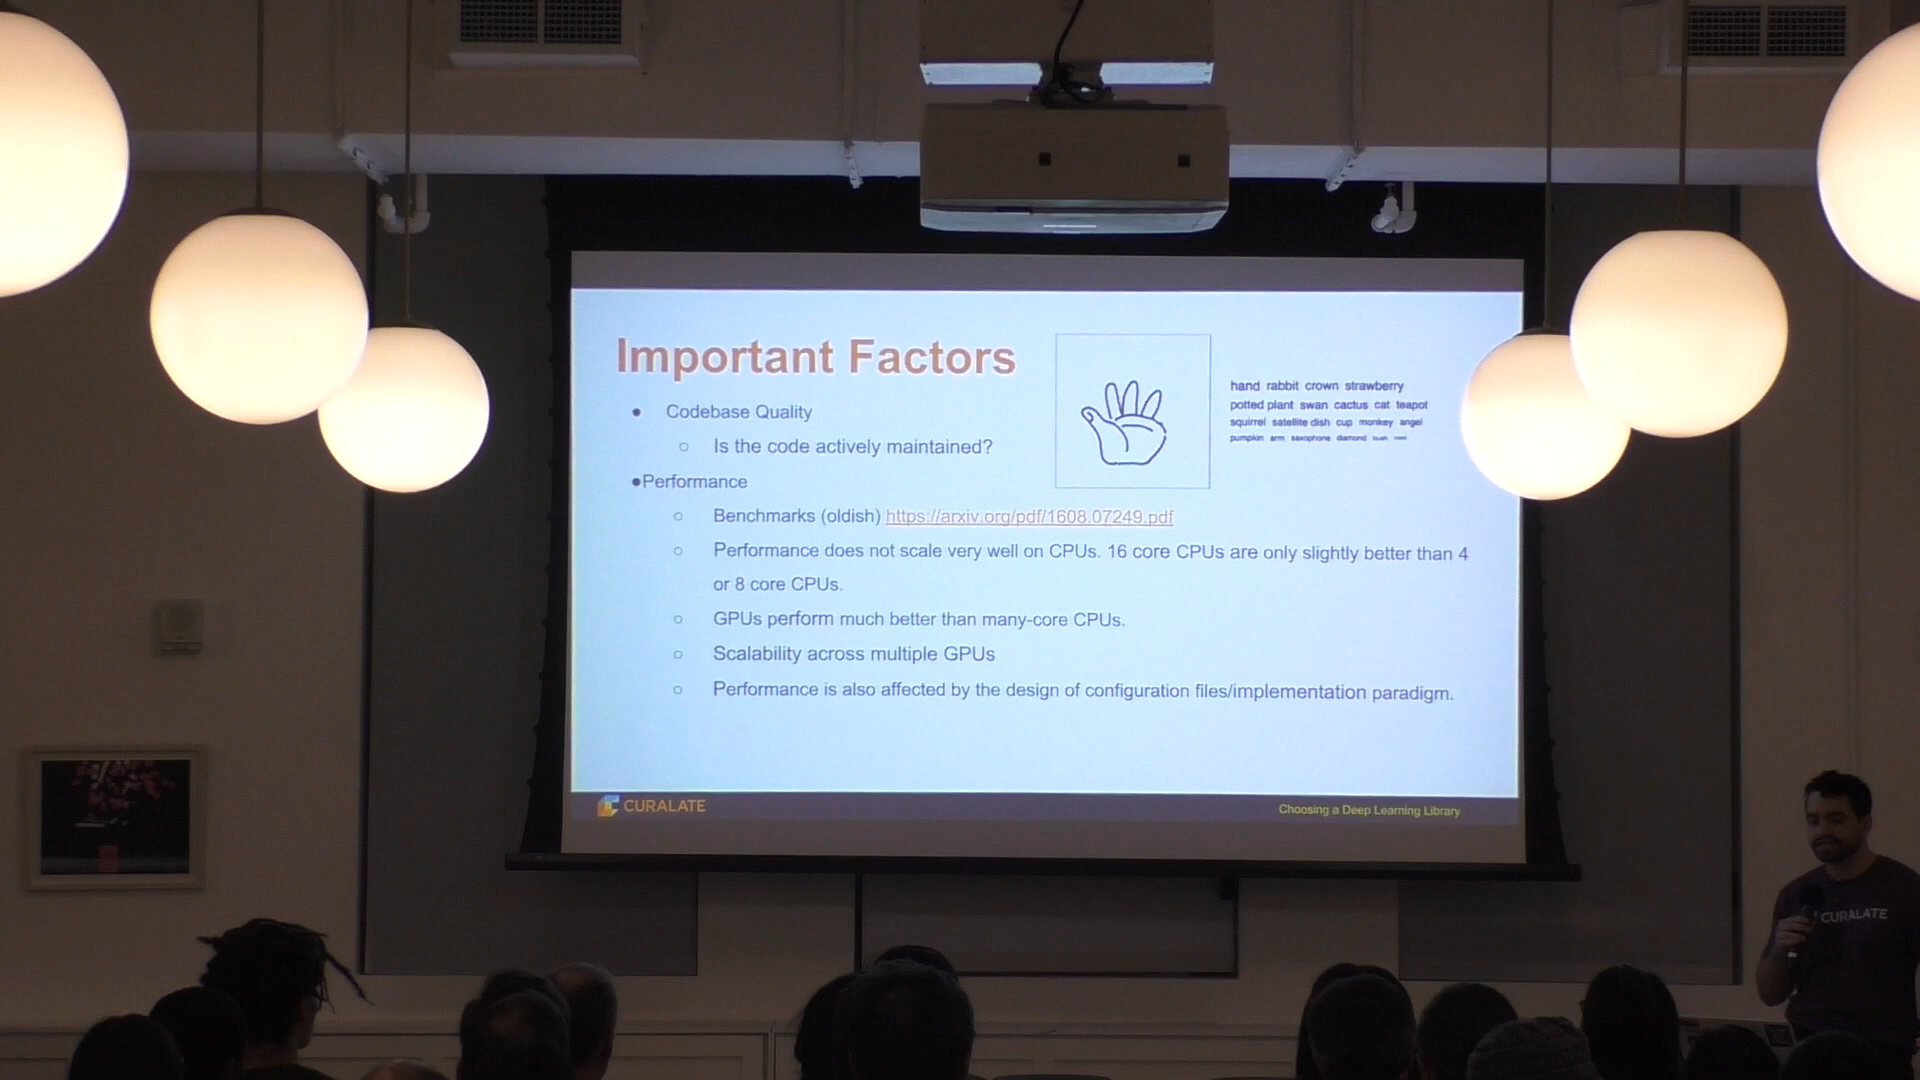 Important Factors
● Codebase Quality
○ Is the code actively maintained?
●Performance
○ Benchmarks (oldish) https://arxiv.org/pdf/1608.07249.pdf
○ Performance does not scale very well on CPUs. 16 core CPUs are only slightly better than 4
or 8 core CPUs.
○ GPUs perform much better than many-core CPUs.
○ Scalability across multiple GPUs
○ Performance is also affected by the design of configuration files/implementation paradigm.
hand rabbit crown strawberry
potted plant swan cactus cat teapot
squirrel satellite dish cup monkey angel
pumpkin arm saxophone diamond
CURALATE
Choosing a Deep Learning Library
CURALATE